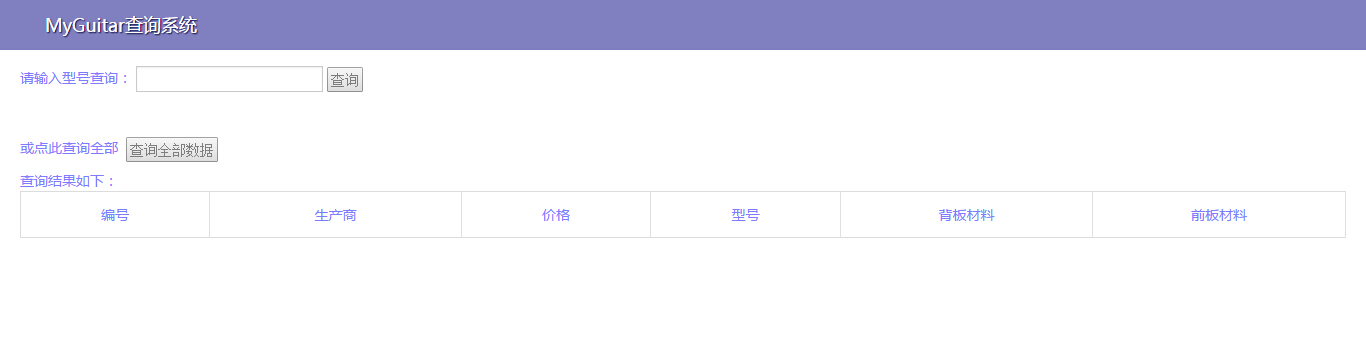 MyGuitar查询系统
请输入型号查询： 查询
或点此查询全部 查询全部数据
查询结果如下：
编号 生产商 价格 型号 背板材料 前板材料